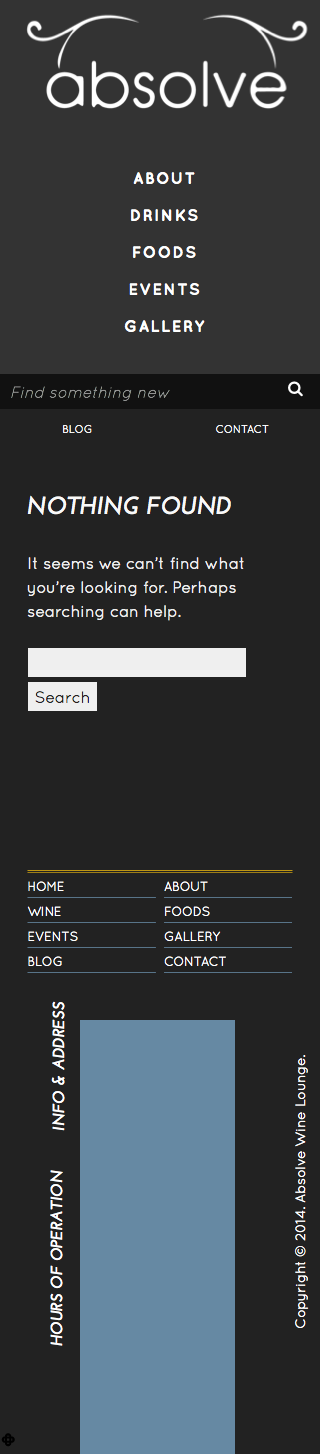 absolve
ABOUT
DRINKS
FOODS
EVENTS
GALLERY
Find something new
BLOG CONTACT
NOTHING FOUND
It seems we can’t find what
you’re looking for. Perhaps
searching can help.
Search
HOME ABOUT
WINE FOODS
EVENTS GALLERY
BLOG CONTACT
INFO & ADDRESS
HOURS OF OPERATION
Copyright © 2014. Absolve Wine Lounge.